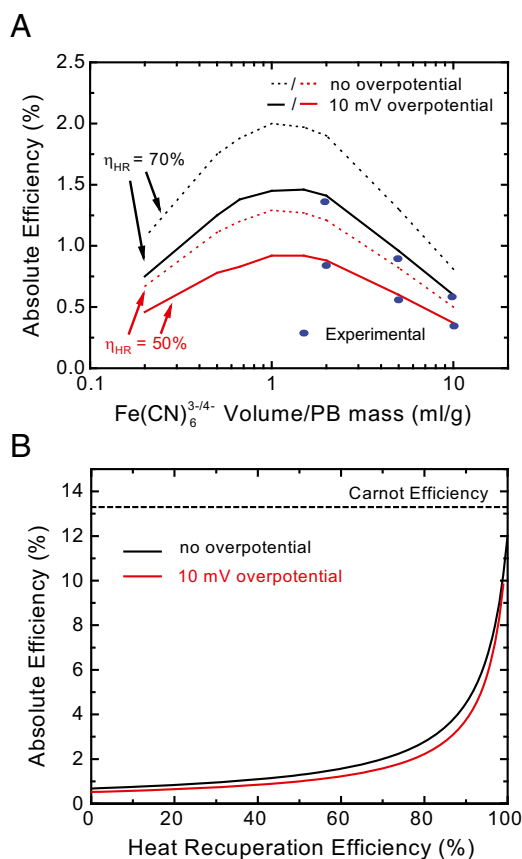 A
2.5
2.0
1.5
1.0
0.5
0.0
Absolute Efficiency (%)
/ no overpotential
/ 10 mV overpotential
ηHR = 70%
ηHR = 50%
Experimental
0.1 1 10
Fe(CN)₆³⁻/⁴⁻ Volume/PB mass (ml/g)
B
14
12
10
8
6
4
2
0
Absolute Efficiency (%)
Carnot Efficiency
no overpotential
10 mV overpotential
0 20 40 60 80 100
Heat Recuperation Efficiency (%)